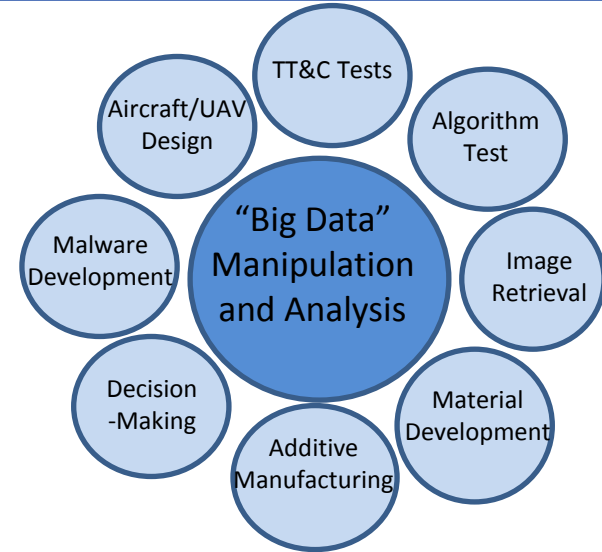 TT&C Tests
Aircraft/UAV
Design
Algorithm
Test
“Big Data”
Manipulation
and Analysis
Malware
Development
Image
Retrieval
Decision
-Making
Material
Development
Additive
Manufacturing